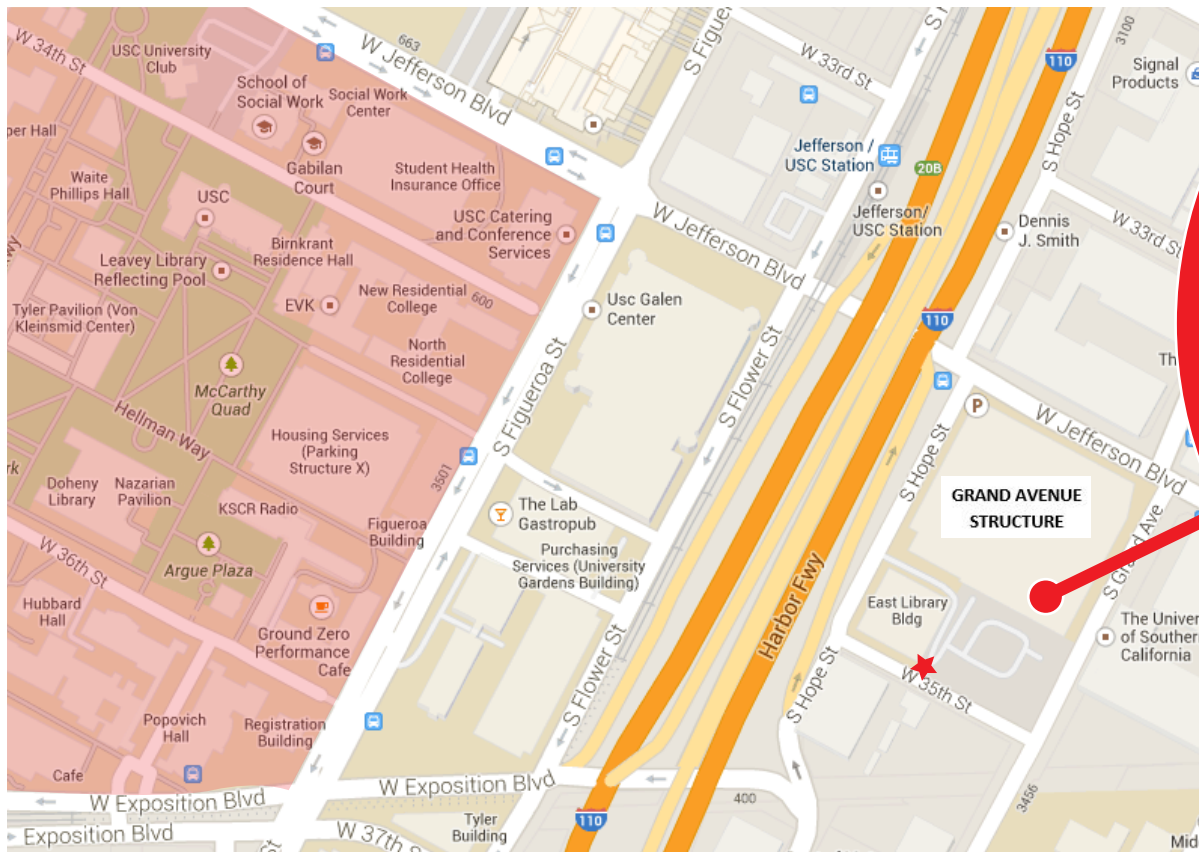 W 34th St
USC University
Club
663
W Jefferson Blvd
S Figuer
S F
W 33rd St
110
3100
Signal
Products
School of
Social Work
Social Work
Center
per Hall
Gabilan
Court
Student Health
Insurance Office
Jefferson /
USC Station
20B
S Hope St
Waite
Phillips Hall
USC
USC Catering
and Conference
Services
W Jefferson Blvd
Jefferson/
USC Station
Dennis
J. Smith
W 33rd
wy
Birnkrant
Residence Hall
Leavey Library
Reflecting Pool
New Residential
College
600
EVK
Usc Galen
Center
Tyler Pavilion (Von
Kleinsmid Center)
North
Residential
College
110
Th
McCarthy
Quad
S Figueroa St
S Flower St
P
W Jefferson Blvd
Hellman Way
Housing Services
(Parking
Structure X)
3501
S Hope St
rk
Doheny
Library
Nazarian
Pavilion
KSCR Radio
The Lab
Gastropub
GRAND AVENUE
STRUCTURE
Figueroa
Building
Purchasing
Services (University
Gardens Building)
S Grand Ave
W 36th St
Argue Plaza
Harbor Fwy
Hubbard
Hall
Ground Zero
Performance
Cafe
East Library
Bldg
The Univer
of Southern
California
S Flower St
S Hope St
W 35th St
Popovich
Hall
Registration
Building
Cafe
W Exposition Blvd
W Exposition Blvd
400
3456
110
Tyler
Building
Exposition Blvd
W 37th
St
Mid